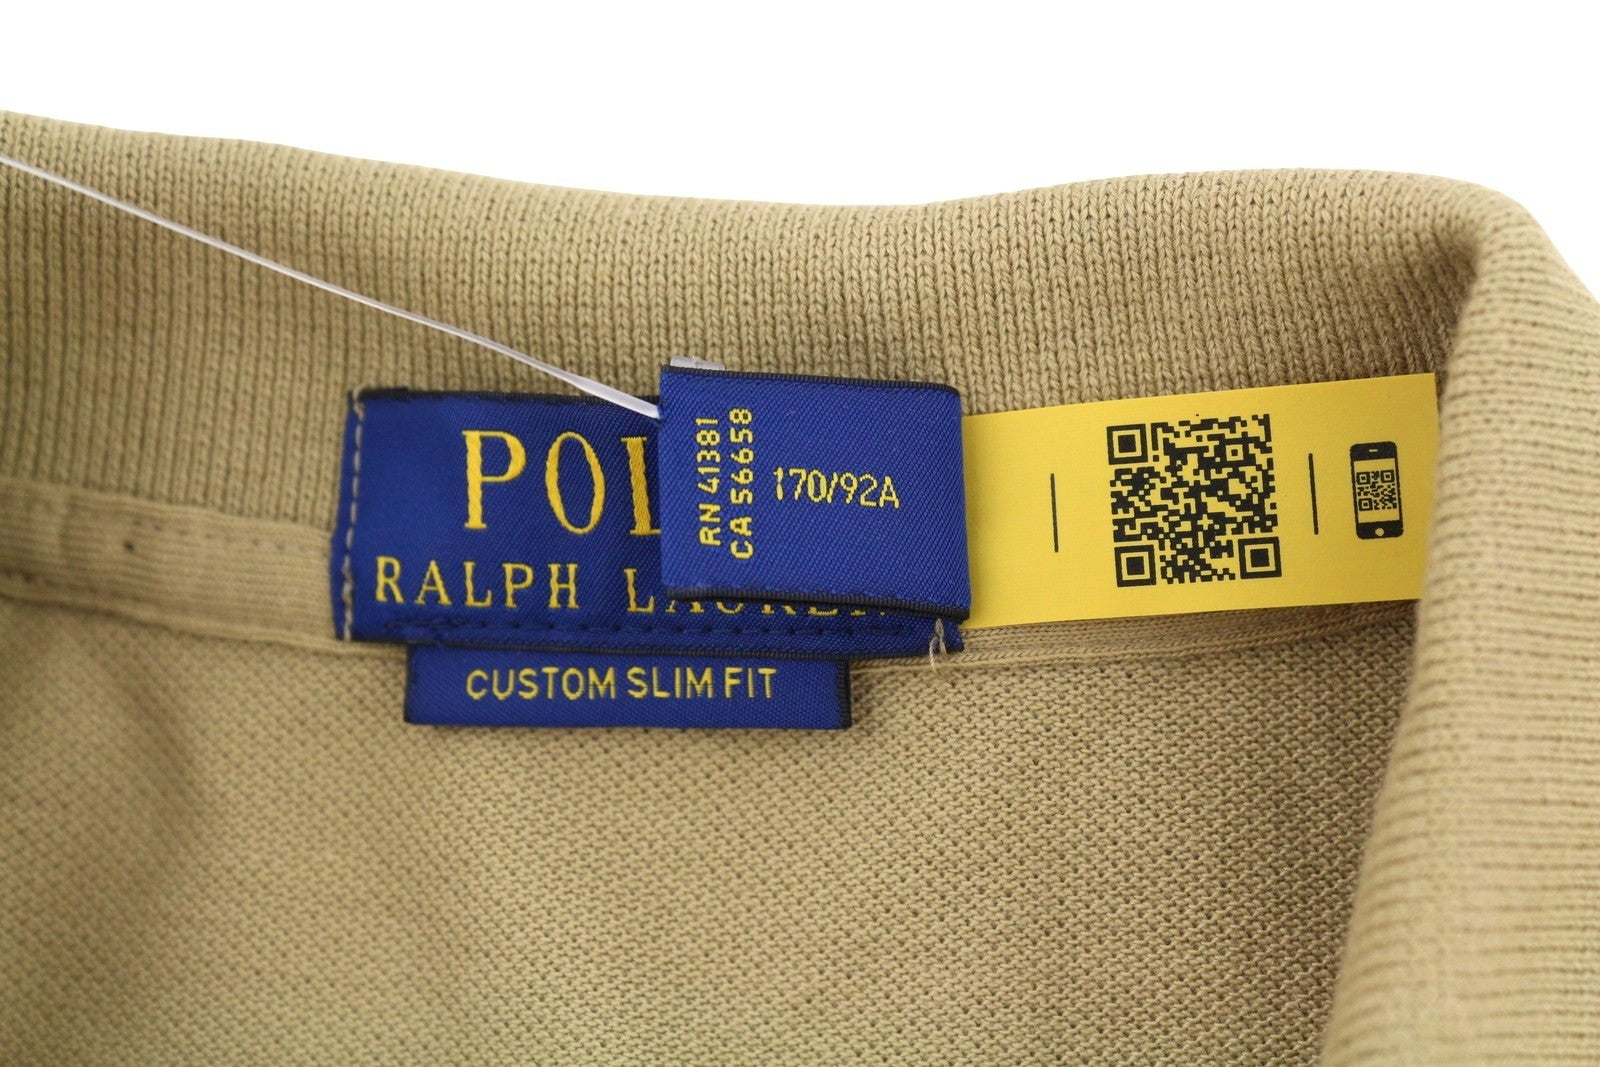 POL
RALPH LAUREN
RN 41381
CA 56658
170/92A
CUSTOM SLIM FIT